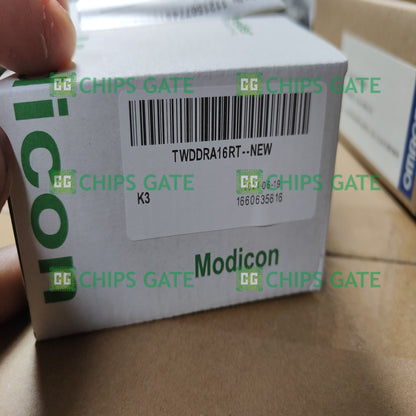 TWDDRA16RT--NEW
K3
1660635616
Modicon
icon
CHIPS GATE
CHIPS GATE
CHIPS GATE
CHIPS GATE
CHIPS GATE
CHIPS GATE